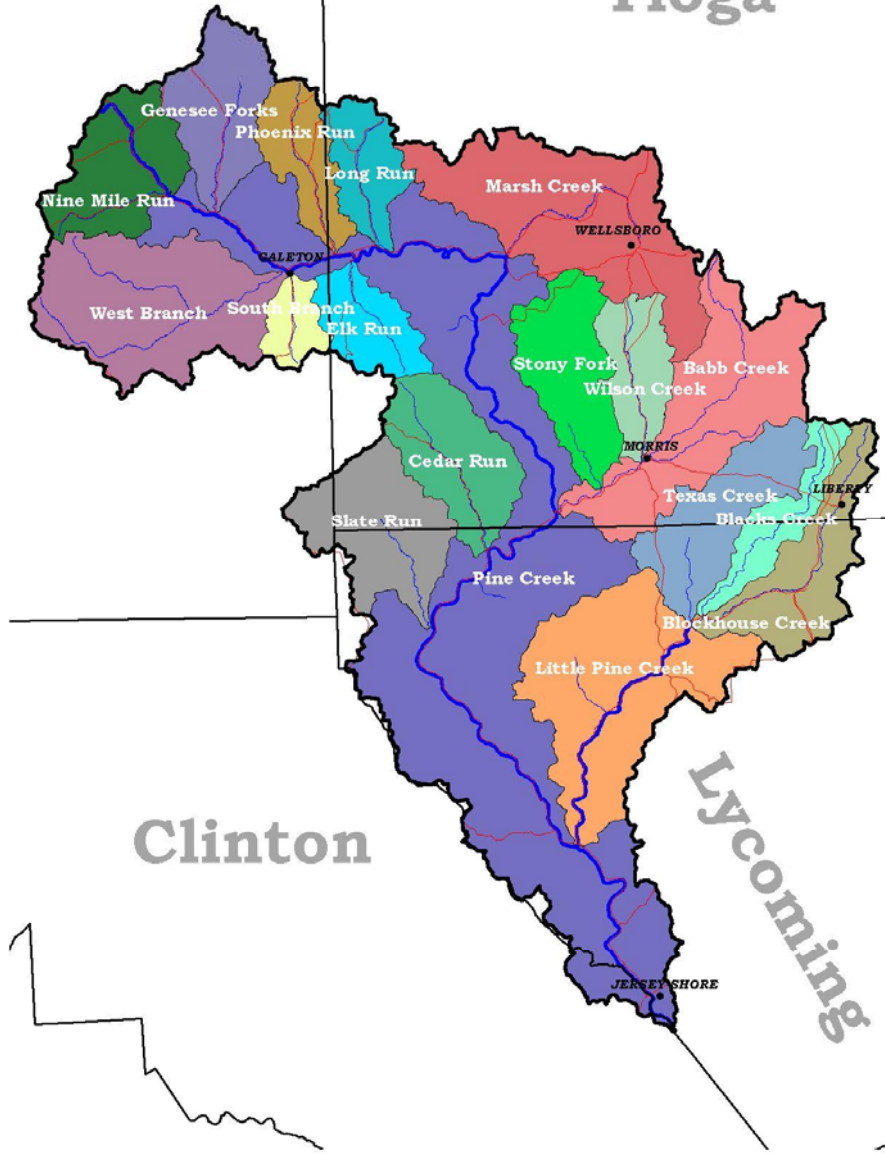 Tioga
Genesee Forks
Phoenix Run
Long Run
Marsh Creek
Nine Mile Run
WELLSBORO
GALETON
West Branch
South Branch
Elk Run
Stony Fork
Wilson Creek
Babb Creek
MORRIS
Cedar Run
Texas Creek
LIBERTY
Slate Run
Blacks Creek
Pine Creek
Blockhouse Creek
Little Pine Creek
Clinton
Lycoming
JERSEY SHORE